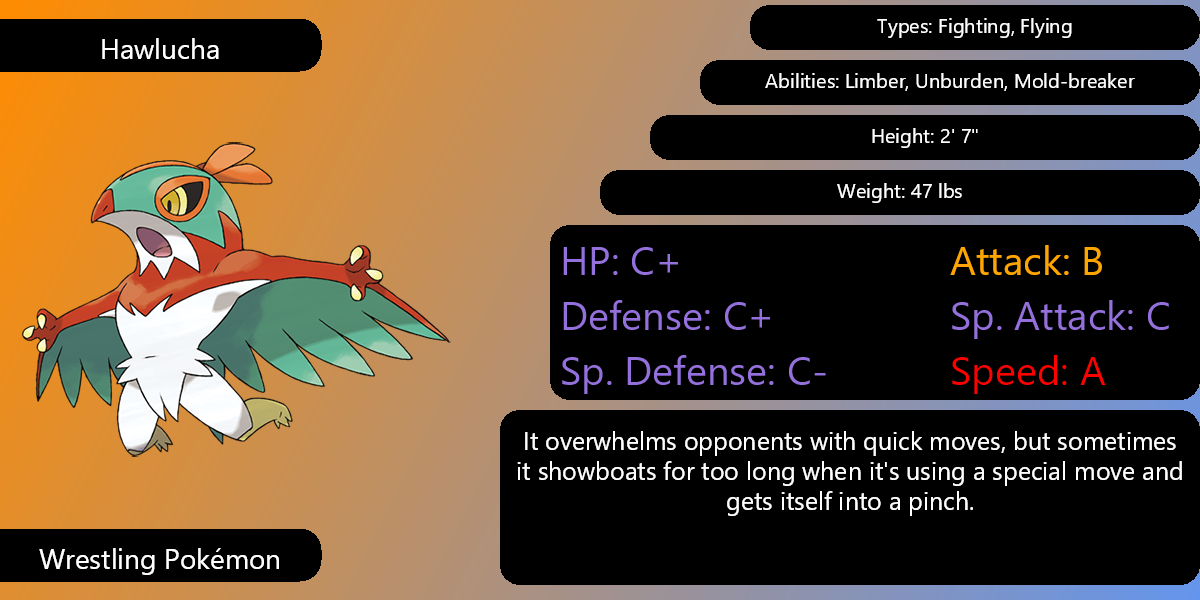 Hawlucha
Types: Fighting, Flying
Abilities: Limber, Unburden, Mold-breaker
Height: 2' 7"
Weight: 47 lbs
HP: C+
Attack: B
Defense: C+
Sp. Attack: C
Sp. Defense: C-
Speed: A
It overwhelms opponents with quick moves, but sometimes
it showboats for too long when it's using a special move and
gets itself into a pinch.
Wrestling Pokémon